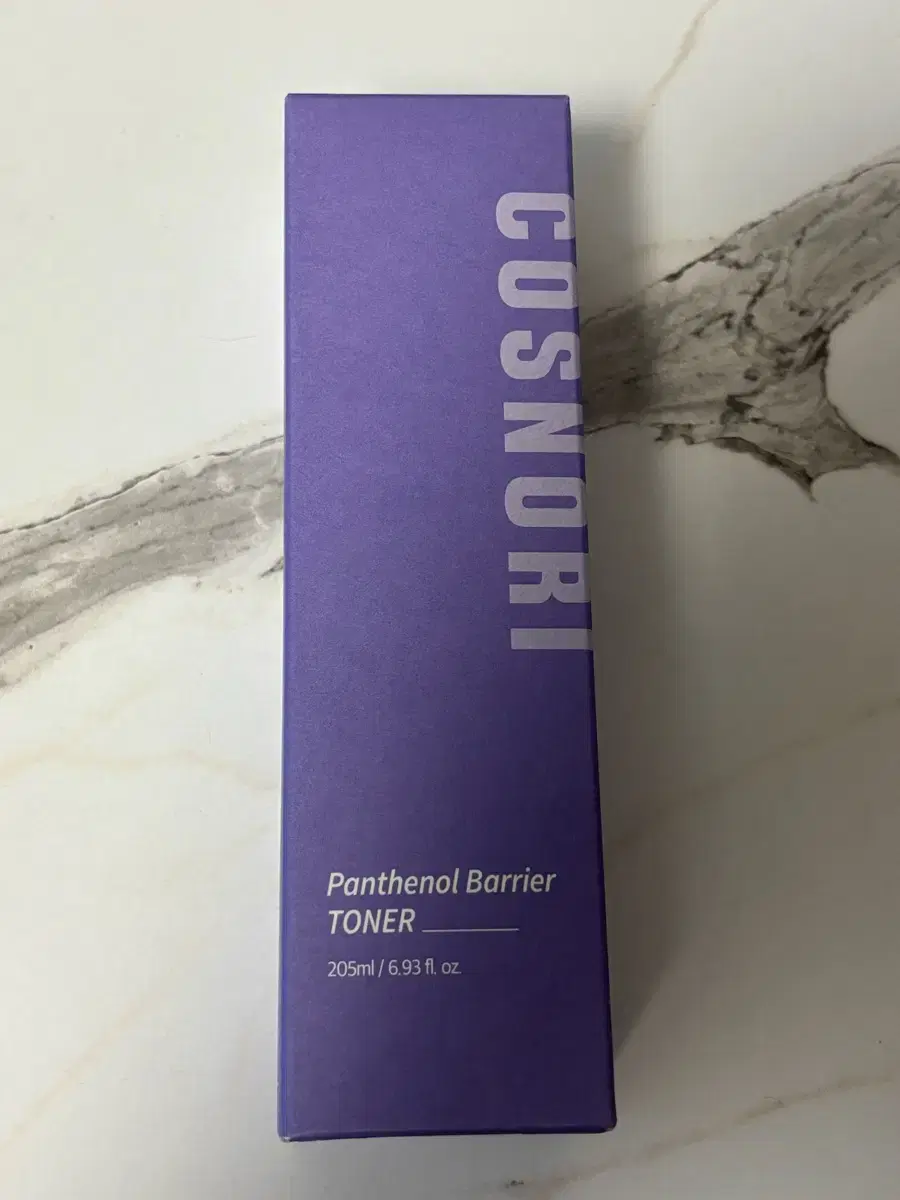 COSNORI
Panthenol Barrier
TONER
205ml / 6.93 fl. oz.